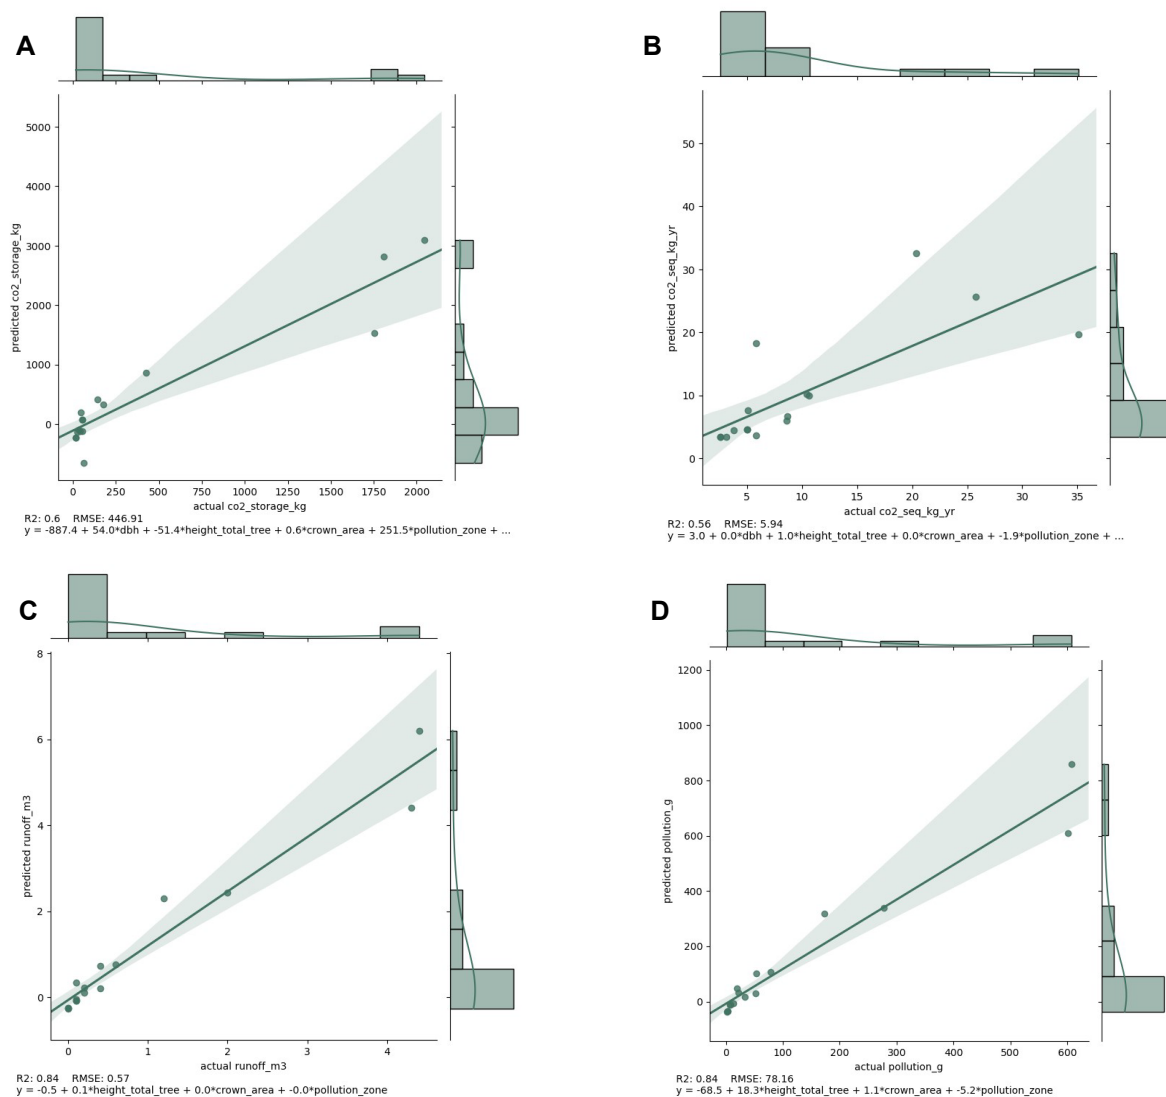 A
5000
4000
3000
2000
1000
0
predicted co2_storage_kg
0 250 500 750 1000 1250 1500 1750 2000
actual co2_storage_kg
R2: 0.6 RMSE: 446.91
y = -887.4 + 54.0*dbh + -51.4*height_total_tree + 0.6*crown_area + 251.5*pollution_zone + ...
B
50
40
30
20
10
0
predicted co2_seq_kg_yr
5 10 15 20 25 30 35
actual co2_seq_kg_yr
R2: 0.56 RMSE: 5.94
y = 3.0 + 0.0*dbh + 1.0*height_total_tree + 0.0*crown_area + -1.9*pollution_zone + ...
C
8
6
4
2
0
predicted runoff_m3
0 1 2 3 4
actual runoff_m3
R2: 0.84 RMSE: 0.57
y = -0.5 + 0.1*height_total_tree + 0.0*crown_area + -0.0*pollution_zone
D
1200
1000
800
600
400
200
0
predicted pollution_g
0 100 200 300 400 500 600
actual pollution_g
R2: 0.84 RMSE: 78.16
y = -68.5 + 18.3*height_total_tree + 1.1*crown_area + -5.2*pollution_zone